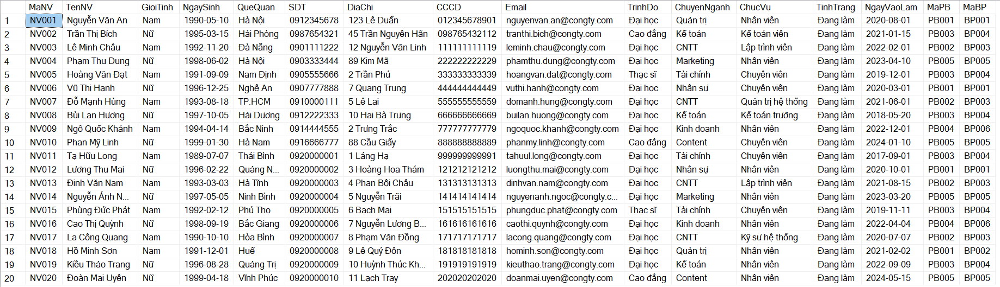 MaNV TenNV GioiTinh NgaySinh QueQuan SDT DiaChi CCCD Email TrinhDo ChuyenNganh ChucVu TinhTrang NgayVaoLam MaPB MaBP
1 NV001 Nguyễn Văn An Nam 1990-05-10 Hà Nội 0912345678 123 Lê Duẩn 012345678901 nguyenvan.an@congty.com Đại học Quản trị Nhân viên Đang làm 2020-08-01 PB001 BP001
2 NV002 Trần Thị Bích Nữ 1995-03-15 Hải Phòng 0987654321 45 Trần Nguyên Hãn 098765432112 tranthi.bich@congty.com Cao đẳng Kế toán Kế toán viên Đang làm 2021-01-15 PB003 BP004
3 NV003 Lê Minh Châu Nam 1992-11-20 Đà Nẵng 0901111222 12 Nguyễn Văn Linh 111111111119 leminh.chau@congty.com Đại học CNTT Lập trình viên Đang làm 2022-02-01 PB002 BP003
4 NV004 Phạm Thu Dung Nữ 1998-06-02 Hà Nội 0903333444 89 Kim Mã 222222222229 phamthu.dung@congty.com Đại học Marketing Nhân viên Đang làm 2023-04-10 PB005 BP005
5 NV005 Hoàng Văn Đạt Nam 1991-09-09 Nam Định 0905555666 2 Trần Phú 333333333339 hoangvan.dat@congty.com Thạc sĩ Tài chính Chuyên viên Đang làm 2019-12-01 PB003 BP004
6 NV006 Vũ Thị Hạnh Nữ 1996-12-25 Nghệ An 0907777888 7 Quang Trung 444444444449 vuthi.hanh@congty.com Đại học Nhân sự Chuyên viên Đang làm 2020-03-01 PB001 BP001
7 NV007 Đỗ Mạnh Hùng Nam 1993-08-18 TP.HCM 0910000111 5 Lê Lai 555555555559 domanh.hung@congty.com Đại học CNTT Quản trị hệ thống Đang làm 2021-06-01 PB002 BP003
8 NV008 Bùi Lan Hương Nữ 1997-10-05 Hải Dương 0912222333 10 Hai Bà Trưng 666666666669 builan.huong@congty.com Đại học Kế toán Kế toán trưởng Đang làm 2018-05-20 PB003 BP004
9 NV009 Ngô Quốc Khánh Nam 1994-04-14 Bắc Ninh 0914444555 2 Trưng Trắc 777777777779 ngoquoc.khanh@congty.com Đại học Kinh doanh Nhân viên Đang làm 2022-12-01 PB004 BP006
10 NV010 Phan Mỹ Linh Nữ 1999-01-30 Hà Nam 0916666777 88 Cầu Giấy 888888888889 phanmy.linh@congty.com Cao đẳng Content Chuyên viên Đang làm 2024-01-10 PB005 BP005
11 NV011 Tạ Hữu Long Nam 1989-07-07 Thái Bình 0920000001 1 Láng Hạ 999999999991 tahuul.long@congty.com Đại học Tài chính Chuyên viên Đang làm 2017-09-01 PB003 BP004
12 NV012 Lương Thu Mai Nữ 1996-02-22 Quảng N... 0920000002 3 Hoàng Hoa Thám 121212121212 luongthu.mai@congty.com Đại học Nhân sự Nhân viên Đang làm 2020-10-01 PB001 BP001
13 NV013 Đinh Văn Nam Nam 1993-03-03 Hà Tĩnh 0920000003 4 Phan Bội Châu 131313131313 dinhvan.nam@congty.com Đại học CNTT Lập trình viên Đang làm 2021-08-15 PB002 BP003
14 NV014 Nguyễn Ánh N... Nữ 1997-05-05 Ninh Bình 0920000004 5 Nguyễn Trãi 141414141414 nguyenanh.ngoc@congty.c... Đại học Marketing Nhân viên Đang làm 2023-03-20 PB005 BP005
15 NV015 Phùng Đức Phát Nam 1992-02-12 Phú Thọ 0920000005 6 Bạch Mai 151515151515 phungduc.phat@congty.com Thạc sĩ Tài chính Chuyên viên Đang làm 2019-11-11 PB003 BP004
16 NV016 Cao Thị Quỳnh Nữ 1998-09-19 Bắc Giang 0920000006 7 Nguyễn Lương B... 161616161616 caothi.quynh@congty.com Đại học Kinh doanh Nhân viên Đang làm 2022-04-04 PB004 BP006
17 NV017 La Công Quang Nam 1990-10-10 Hòa Bình 0920000007 8 Phạm Văn Đồng 171717171717 lacong.quang@congty.com Đại học CNTT Kỹ sư hệ thống Đang làm 2020-07-07 PB002 BP003
18 NV018 Hồ Minh Sơn Nam 1991-12-01 Huế 0920000008 9 Lê Quý Đôn 181818181818 hominh.son@congty.com Đại học Quản trị Nhân viên Đang làm 2021-02-02 PB001 BP002
19 NV019 Kiều Thảo Trang Nữ 1996-08-28 Quảng Trị 0920000009 10 Huỳnh Thúc Kh... 191919191919 kieuthao.trang@congty.com Đại học Kế toán Nhân viên Đang làm 2022-09-09 PB003 BP004
20 NV020 Đoàn Mai Uyên Nữ 1999-04-18 Vĩnh Phúc 0920000010 11 Lạch Tray 202020202020 doanmai.uyen@congty.com Cao đẳng Content Nhân viên Đang làm 2024-05-15 PB005 BP005